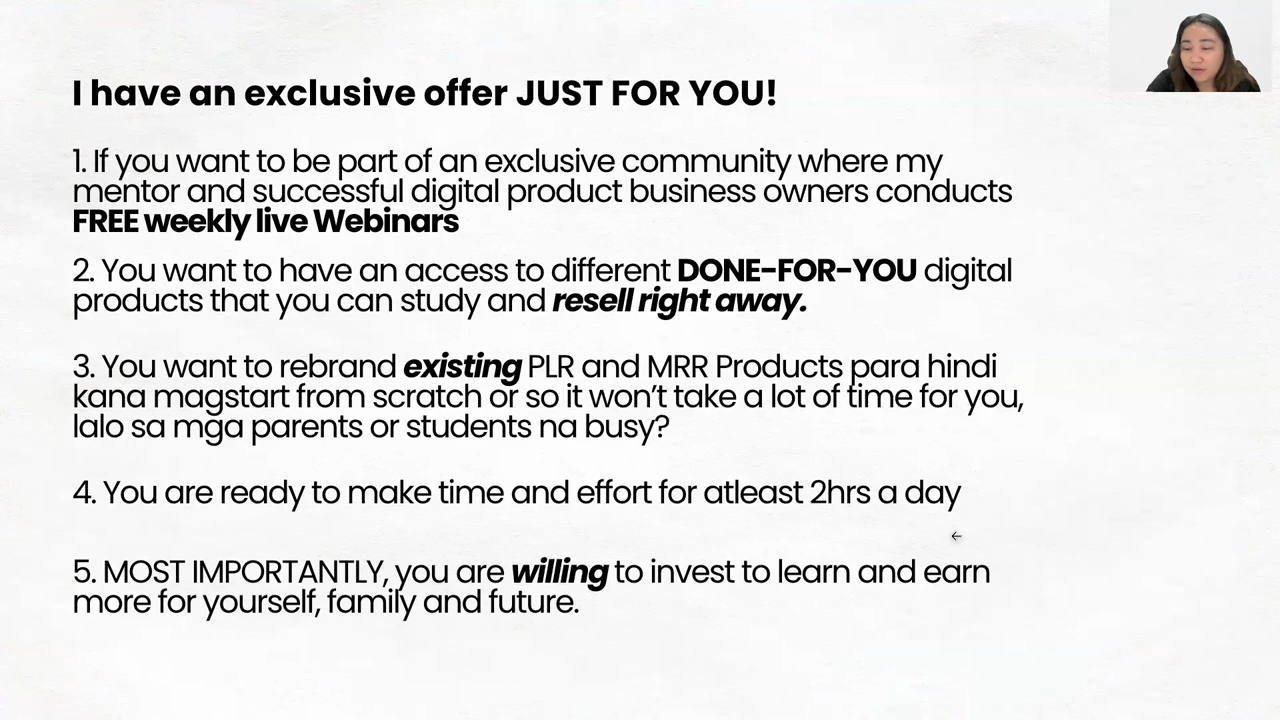 I have an exclusive offer JUST FOR YOU!
1. If you want to be part of an exclusive community where my
mentor and successful digital product business owners conducts
FREE weekly live Webinars
2. You want to have an access to different DONE-FOR-YOU digital
products that you can study and resell right away.
3. You want to rebrand existing PLR and MRR Products para hindi
kana magstart from scratch or so it won't take a lot of time for you,
lalo sa mga parents or students na busy?
4. You are ready to make time and effort for atleast 2hrs a day
5. MOST IMPORTANTLY, you are willing to invest to learn and earn
more for yourself, family and future.